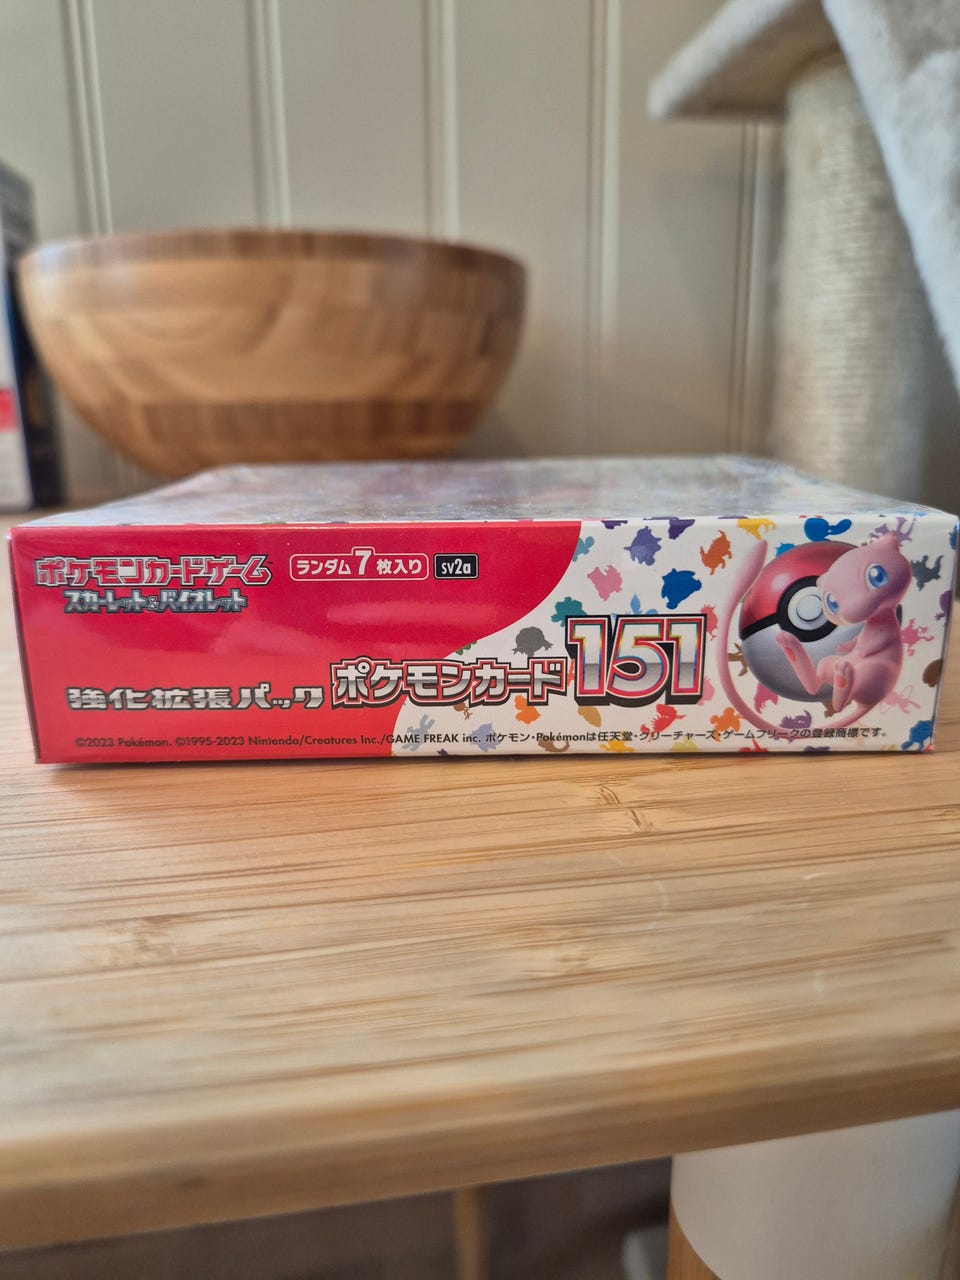 ポケモンカードゲーム
スカーレット&バイオレット
ランダム7枚入り sv2a
強化拡張パック ポケモンカード151
©2023 Pokémon. ©1995-2023 Nintendo/Creatures Inc./GAME FREAK inc. ポケモン・Pokémonは任天堂・クリーチャーズ・ゲームフリークの登録商標です。